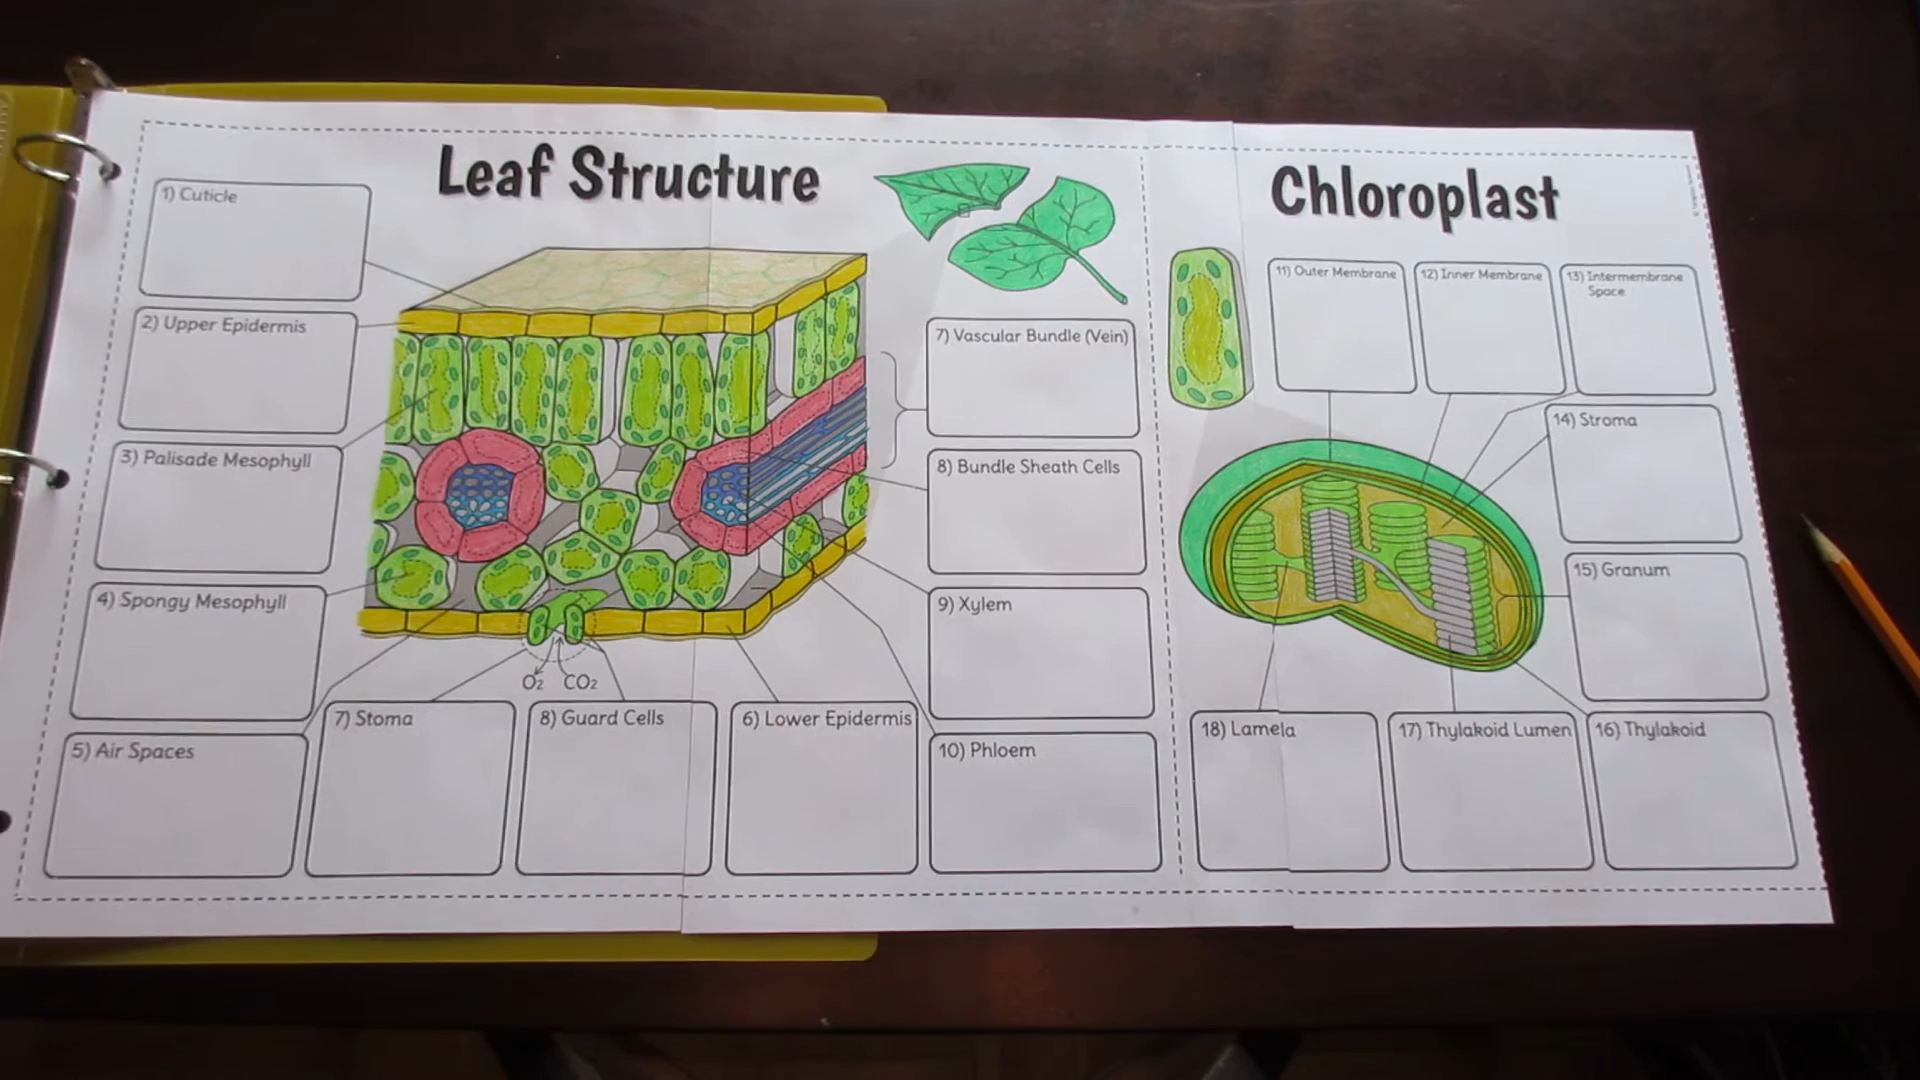 Leaf Structure
Chloroplast
1) Cuticle
2) Upper Epidermis
3) Palisade Mesophyll
4) Spongy Mesophyll
5) Air Spaces
O2 CO2
7) Stoma
8) Guard Cells
6) Lower Epidermis
7) Vascular Bundle (Vein)
8) Bundle Sheath Cells
9) Xylem
10) Phloem
11) Outer Membrane
12) Inner Membrane
13) Intermembrane
Space
14) Stroma
15) Granum
18) Lamela
17) Thylakoid Lumen
16) Thylakoid